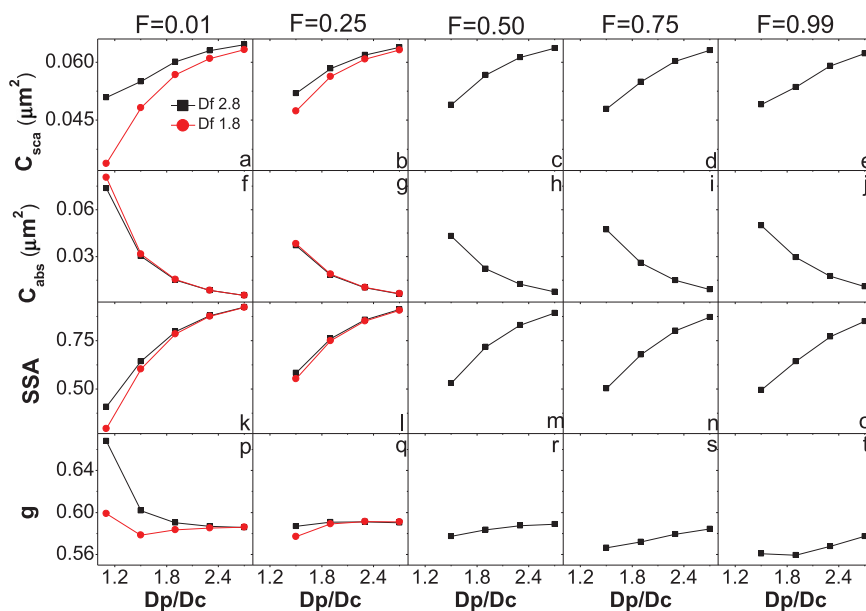 F=0.01 F=0.25 F=0.50 F=0.75 F=0.99
C_sca (μm²)
0.060
0.045
Df 2.8
Df 1.8
a b c d e
C_abs (μm²)
0.06
0.03
f g h i j
SSA
0.75
0.50
k l m n o
g
0.64
0.60
0.56
p q r s t
1.2 1.8 2.4 1.2 1.8 2.4 1.2 1.8 2.4 1.2 1.8 2.4 1.2 1.8 2.4
Dp/Dc Dp/Dc Dp/Dc Dp/Dc Dp/Dc